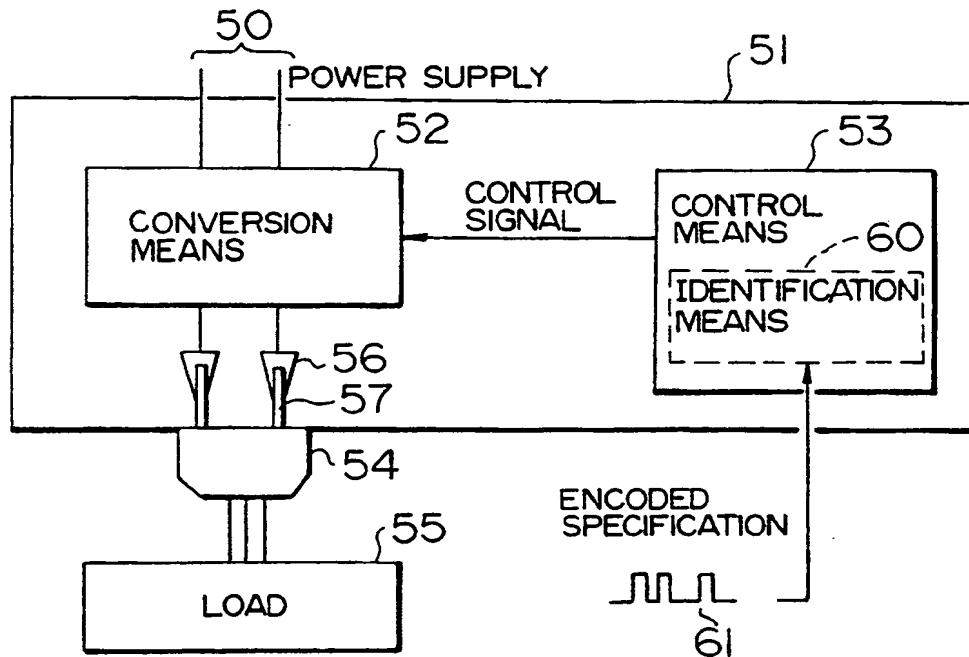 50
POWER SUPPLY
51
52
53
CONVERSION
MEANS
CONTROL
SIGNAL
CONTROL
MEANS
60
IDENTIFICATION
MEANS
56
57
54
ENCODED
SPECIFICATION
55
LOAD
61